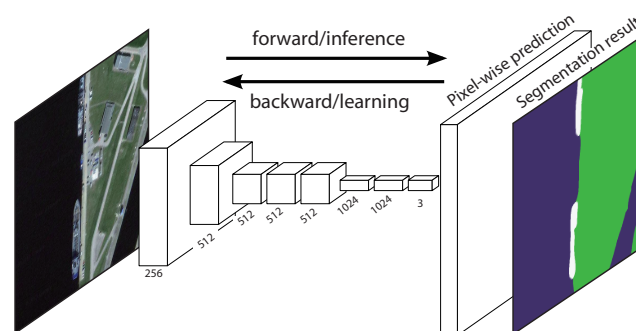 forward/inference
backward/learning
Pixel-wise prediction
Segmentation result
256
512
512
512
512
1024
1024
3